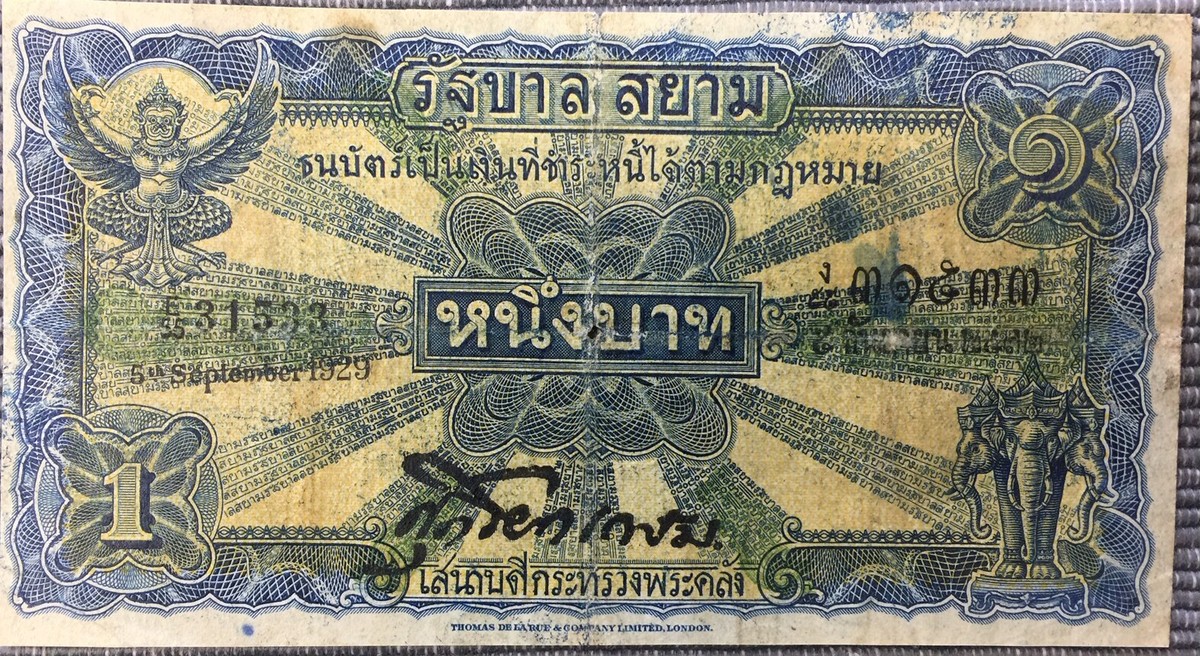 รัฐบาลสยาม
๑
ธนบัตร์เป็นเงินที่ชำระหนี้ได้ตามกฎหมาย
31533
ง ๓๑๕๓๓
หนึ่งบาท
5th September 1929
1
เสนาบดีกระทรวงพระคลัง
THOMAS DE LA RUE & COMPANY LIMITED, LONDON.